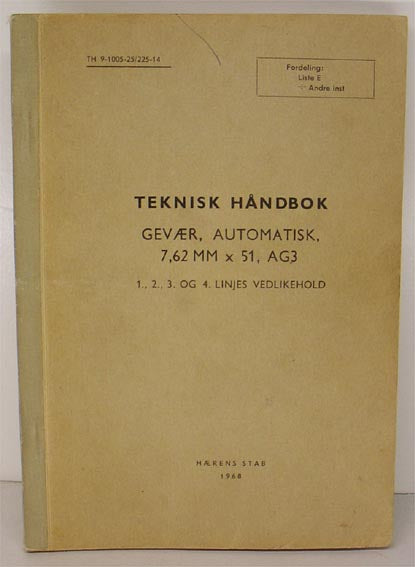 TH 9-1005-25/225-14
Fordeling:
Liste E
÷ Andre inst
TEKNISK HÅNDBOK
GEVÆR, AUTOMATISK,
7,62 MM x 51, AG3
1., 2., 3. OG 4. LINJES VEDLIKEHOLD
HÆRENS STAB
1968